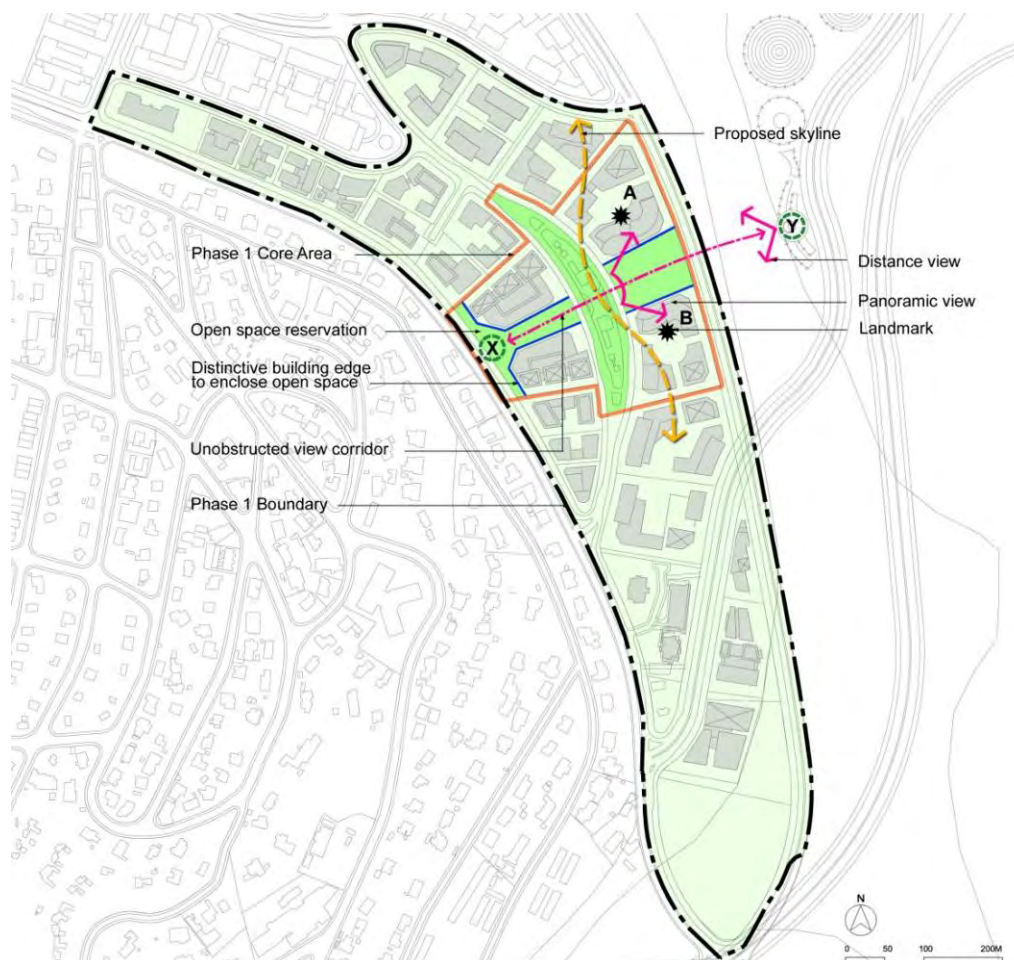 Proposed skyline
A
Y
Phase 1 Core Area
Distance view
Panoramic view
Open space reservation
B
Landmark
X
Distinctive building edge
to enclose open space
Unobstructed view corridor
Phase 1 Boundary
N
0 50 100 200M